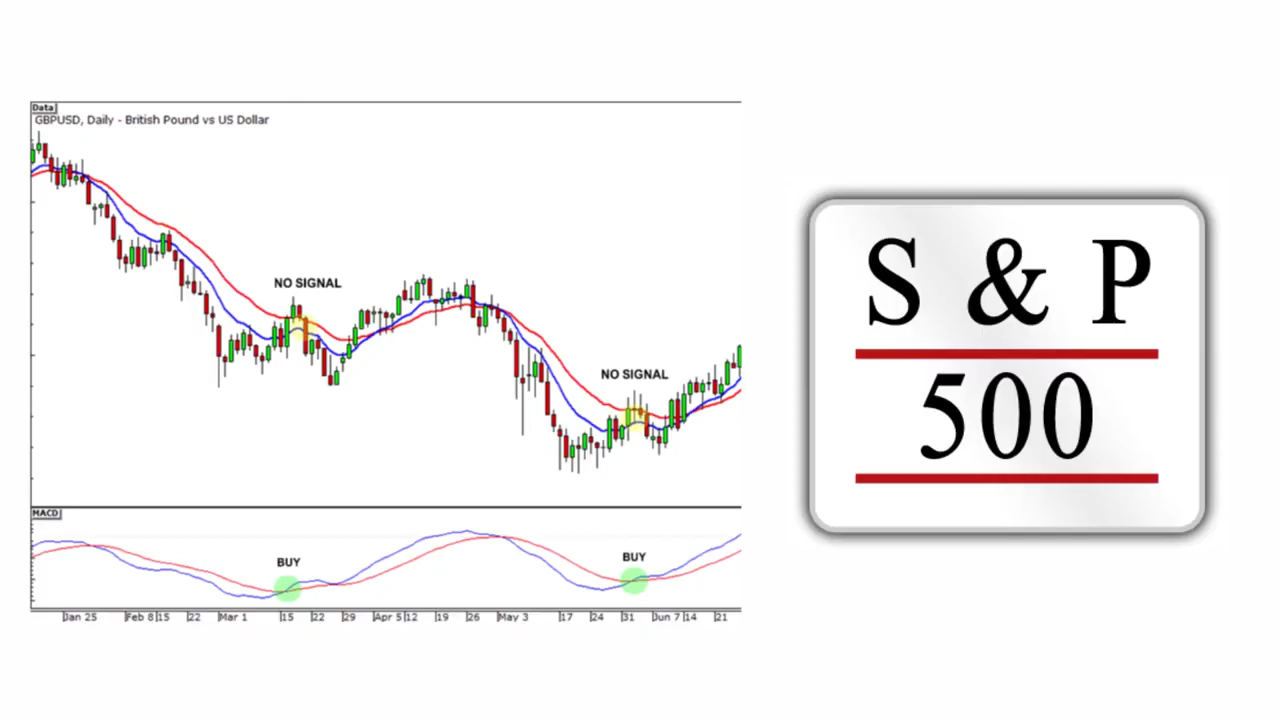 Data
GBPUSD, Daily - British Pound vs US Dollar
NO SIGNAL
NO SIGNAL
MACD
BUY
BUY
Jan 25 Feb 8 15 22 Mar 1 15 22 29 Apr 5 12 19 26 May 3 17 24 31 Jun 7 14 21
S & P
500